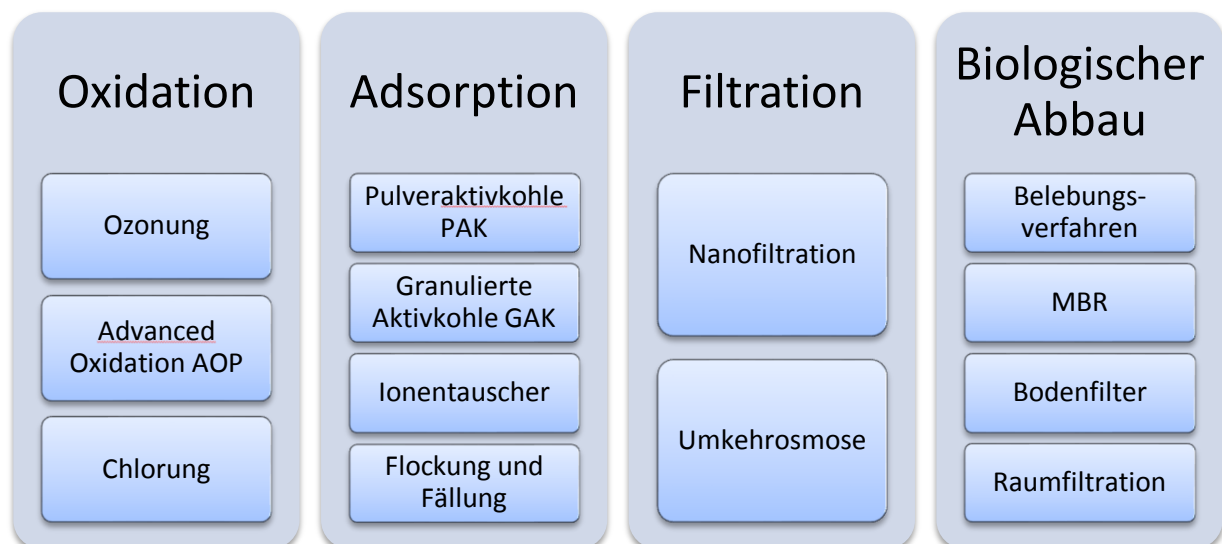 Oxidation
Ozonung
Advanced
Oxidation AOP
Chlorung
Adsorption
Pulveraktivkohle
PAK
Granulierte
Aktivkohle GAK
Ionentauscher
Flockung und
Fällung
Filtration
Nanofiltration
Umkehrosmose
Biologischer
Abbau
Belebungs-
verfahren
MBR
Bodenfilter
Raumfiltration